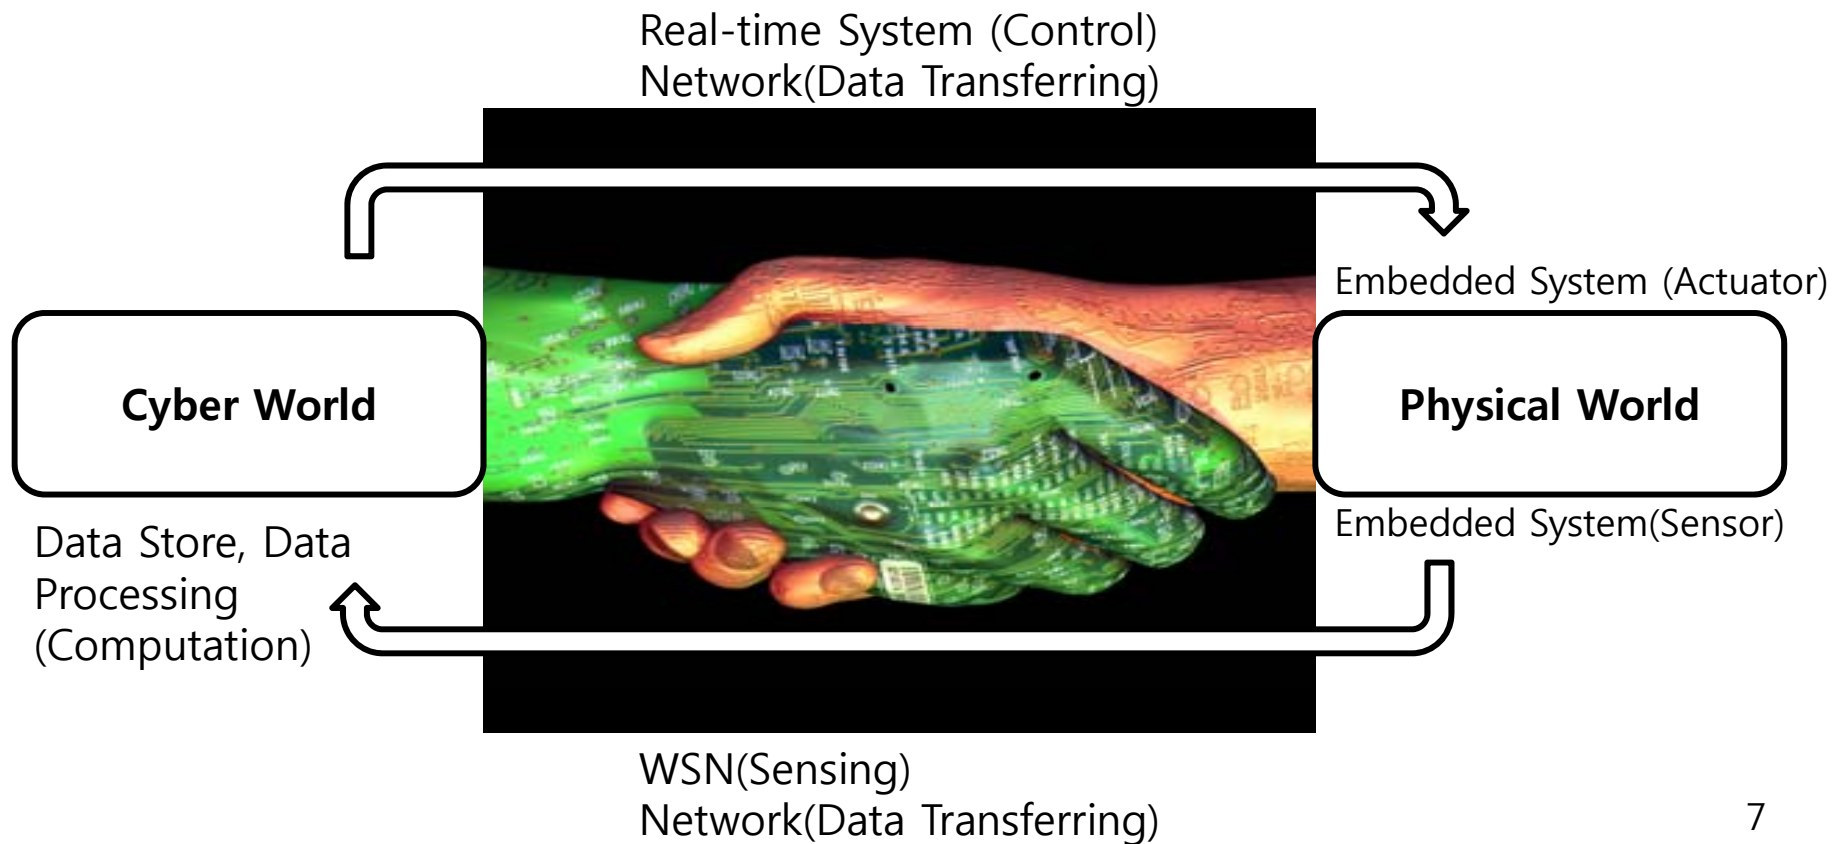 Real-time System (Control)
Network(Data Transferring)
Embedded System (Actuator)
Cyber World
Physical World
Embedded System(Sensor)
Data Store, Data
Processing
(Computation)
WSN(Sensing)
Network(Data Transferring)
7